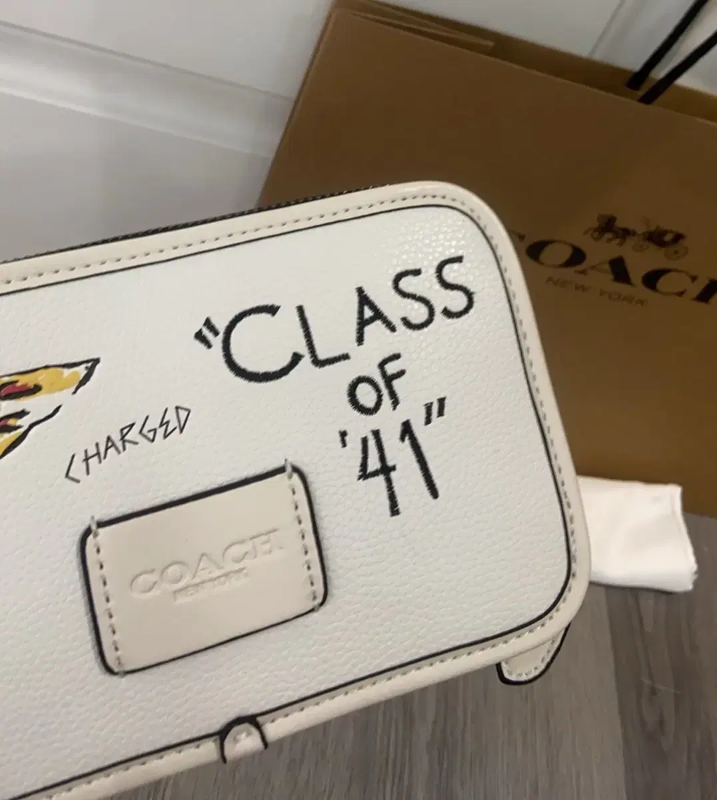 "CLASS
OF
'41"
CHARGED
COACH
NEW YORK
COACH
NEW YORK